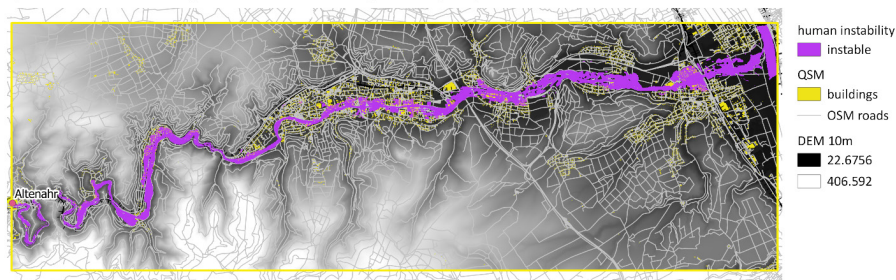 human instability
instable
QSM
buildings
OSM roads
DEM 10m
22.6756
406.592
Altenahr